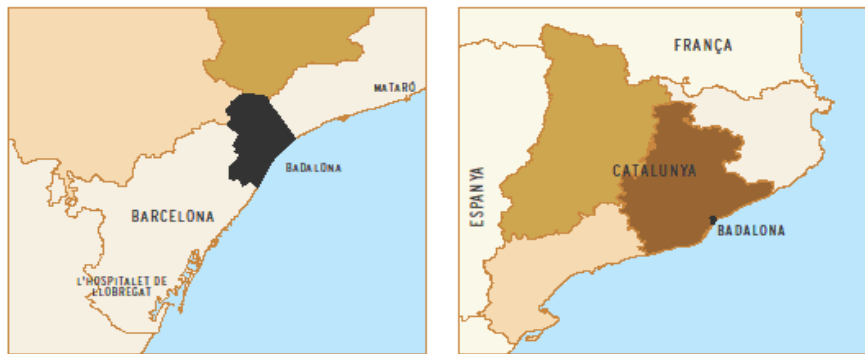 MATARÓ
BADALONA
BARCELONA
L'HOSPITALET DE
LLOBREGAT
FRANÇA
CATALUNYA
ESPANYA
BADALONA